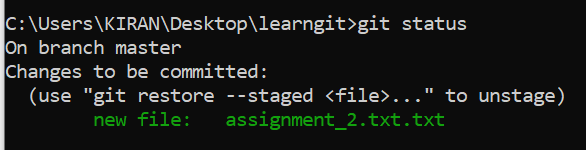 C:\Users\KIRAN\Desktop\learngit>git status
On branch master
Changes to be committed:
  (use "git restore --staged <file>..." to unstage)
        new file:   assignment_2.txt.txt